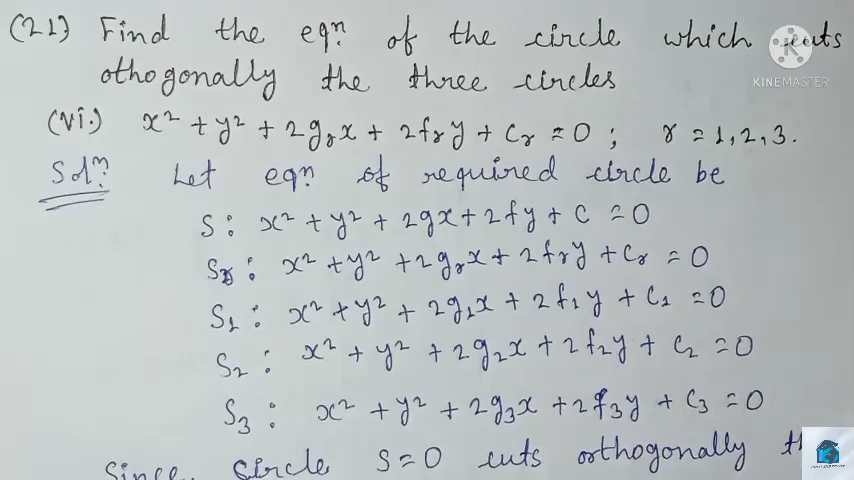 (21) Find the eqn. of the circle which cuts
KINEMASTER
othogonally the three circles
(vi.) x² + y² + 2gᵣx + 2fᵣy + cᵣ = 0 ; r = 1, 2, 3.
Solⁿ. Let eqn. of required circle be
S : x² + y² + 2gx + 2fy + c = 0
Sᵣ : x² + y² + 2gᵣx + 2fᵣy + cᵣ = 0
S₁ : x² + y² + 2g₁x + 2f₁y + c₁ = 0
S₂ : x² + y² + 2g₂x + 2f₂y + c₂ = 0
S₃ : x² + y² + 2g₃x + 2f₃y + c₃ = 0
Since, circle S = 0 cuts orthogonally